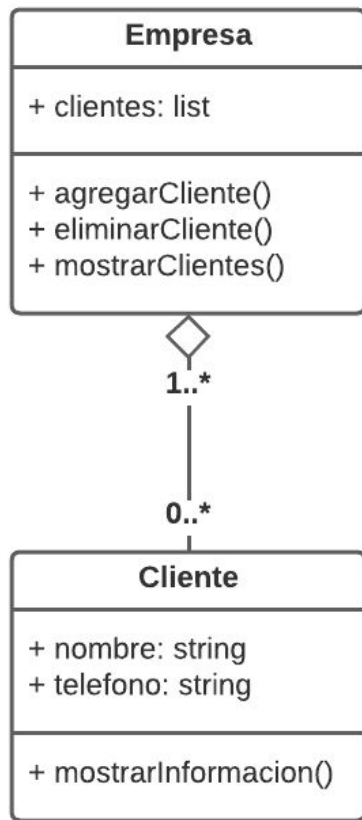 Empresa
+ clientes: list
+ agregarCliente()
+ eliminarCliente()
+ mostrarClientes()
1..*
0..*
Cliente
+ nombre: string
+ telefono: string
+ mostrarInformacion()